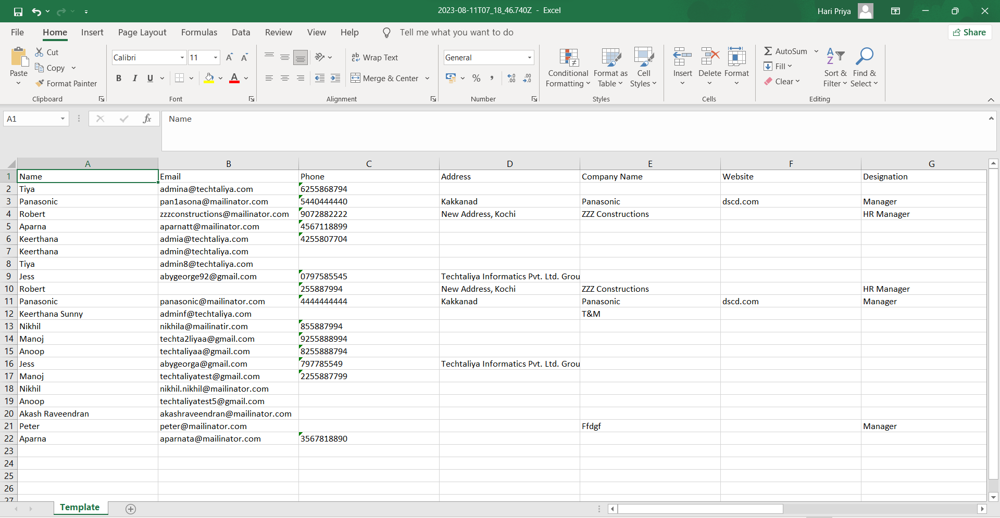 2023-08-11T07_18_46.740Z - Excel
Hari Priya
File Home Insert Page Layout Formulas Data Review View Help Tell me what you want to do Share
Paste
Cut
Copy
Format Painter
Clipboard
Calibri 11
B I U A
Font
ab Wrap Text
Merge & Center
Alignment
General
% ,
Number
Conditional Formatting
Format as Table
Cell Styles
Styles
Insert Delete Format
Cells
AutoSum
Fill
Clear
Sort & Filter
Find & Select
Editing
A1 fx Name
A B C D E F G
1 Name Email Phone Address Company Name Website Designation
2 Tiya admina@techtaliya.com 6255868794
3 Panasonic pan1asona@mailinator.com 5440444440 Kakkanad Panasonic dscd.com Manager
4 Robert zzzconstructions@mailinator.com 9072882222 New Address, Kochi ZZZ Constructions HR Manager
5 Aparna aparnatt@mailinator.com 4567118899
6 Keerthana admia@techtaliya.com 4255807704
7 Keerthana admin@techtaliya.com
8 Tiya admin8@techtaliya.com
9 Jess abygeorge92@gmail.com 0797585545 Techtaliya Informatics Pvt. Ltd. Grou
10 Robert 255887994 New Address, Kochi ZZZ Constructions HR Manager
11 Panasonic panasonic@mailinator.com 4444444444 Kakkanad Panasonic dscd.com Manager
12 Keerthana Sunny adminf@techtaliya.com T&M
13 Nikhil nikhila@mailinatir.com 855887994
14 Manoj techta2liyaa@gmail.com 9255888994
15 Anoop techtaliyaa@gmail.com 8255888794
16 Jess abygeorga@gmail.com 797785549 Techtaliya Informatics Pvt. Ltd. Grou
17 Manoj techtaliyatest@gmail.com 2255887799
18 Nikhil nikhil.nikhil@mailinator.com
19 Anoop techtaliyatest5@gmail.com
20 Akash Raveendran akashraveendran@mailinator.com
21 Peter peter@mailinator.com Ffdgf Manager
22 Aparna aparnata@mailinator.com 3567818890
23
24
25
26
27
Template